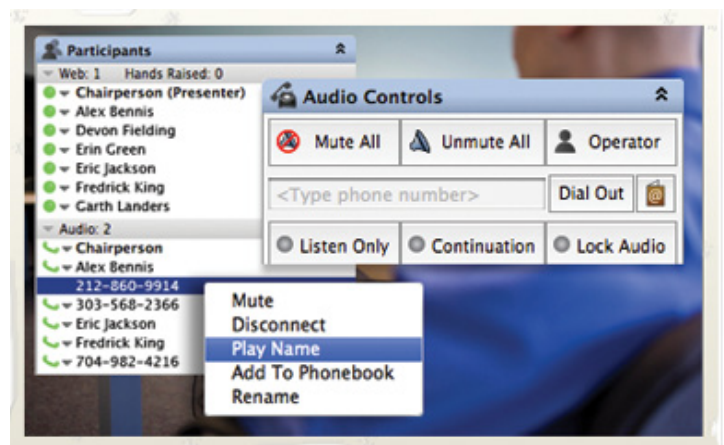 Participants
Web: 1 Hands Raised: 0
Chairperson (Presenter)
Alex Bennis
Devon Fielding
Erin Green
Eric Jackson
Fredrick King
Garth Landers
Audio: 2
Chairperson
Alex Bennis
212-860-9914
303-568-2366
Eric Jackson
Fredrick King
704-982-4216
Audio Controls
Mute All Unmute All Operator
<Type phone number> Dial Out
Listen Only Continuation Lock Audio
Mute
Disconnect
Play Name
Add To Phonebook
Rename